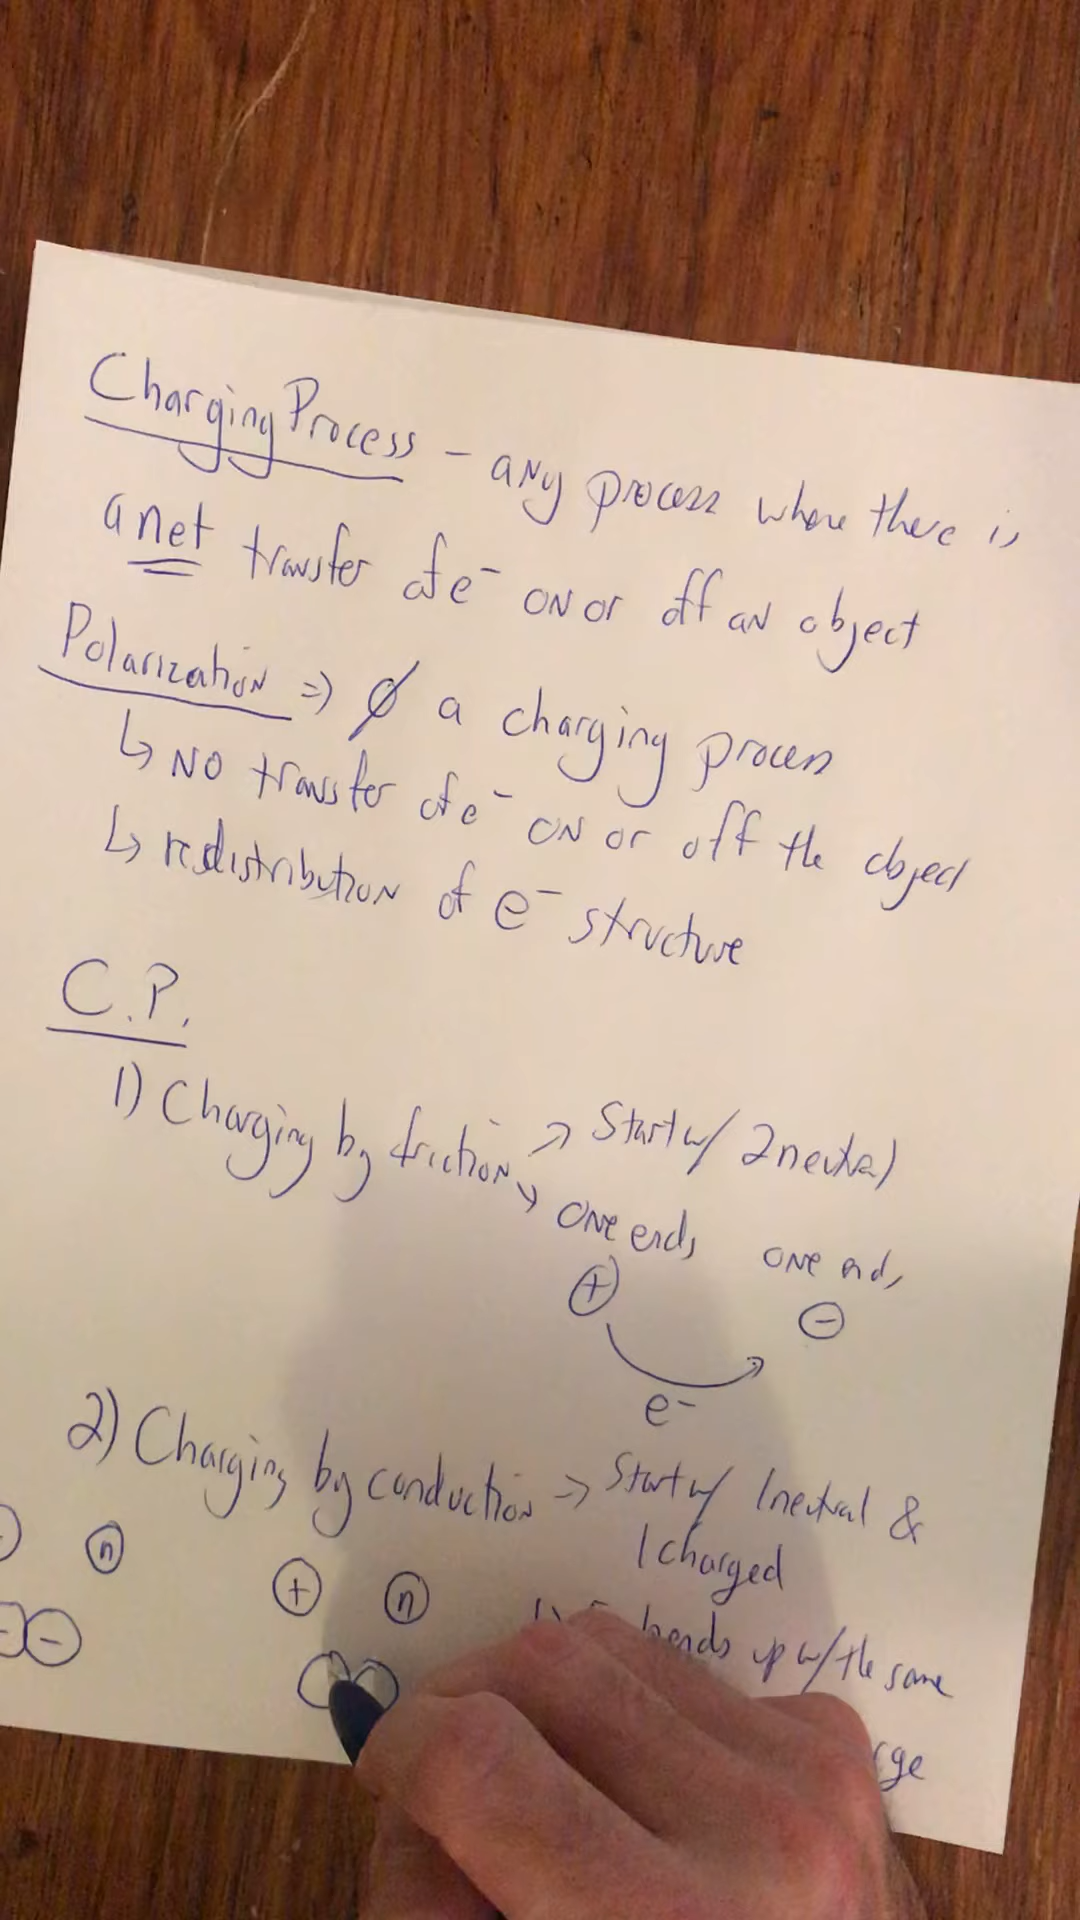 Charging Process - any process where there is
a net transfer of e⁻ on or off an object
Polarization => ∅ a charging process
↳ NO transfer of e⁻ on or off the object
↳ redistribution of e⁻ structure
C.P.
1) Charging by friction → Start w/ 2 neutral
→ one ends one ends
+ -
e⁻
2) Charging by conduction → Start w/ 1 neutral &
1 charged
n + n
- -
1) up w/ the same